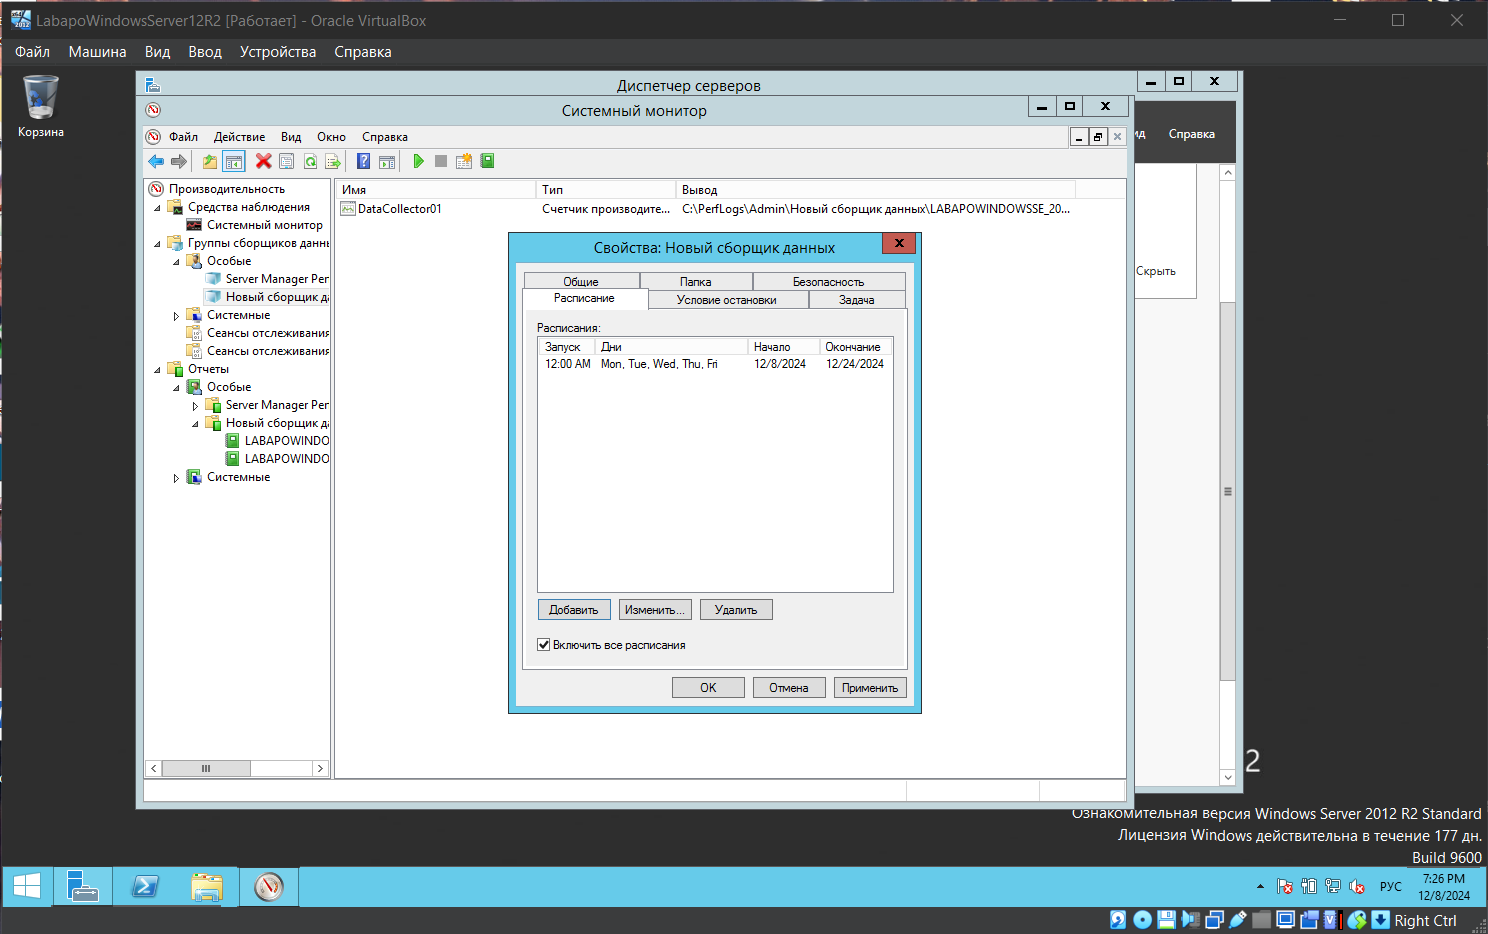 LabapoWindowsServer12R2 [Работает] - Oracle VirtualBox
Файл Машина Вид Ввод Устройства Справка
Корзина
Диспетчер серверов
Системный монитор
ид Справка
Файл Действие Вид Окно Справка
Производительность
Средства наблюдения
Системный монитор
Группы сборщиков данн
Особые
Server Manager Per
Новый сборщик да
Системные
Сеансы отслеживания
Сеансы отслеживания
Отчеты
Особые
Server Manager Per
Новый сборщик да
LABAPOWINDO
LABAPOWINDO
Системные
Имя Тип Вывод
DataCollector01 Счетчик производите... C:\PerfLogs\Admin\Новый сборщик данных\LABAPOWINDOWSSE_20...
Свойства: Новый сборщик данных
Общие Папка Безопасность
Расписание Условие остановки Задача
Расписания:
Запуск Дни Начало Окончание
12:00 AM Mon, Tue, Wed, Thu, Fri 12/8/2024 12/24/2024
Добавить Изменить... Удалить
Включить все расписания
OK Отмена Применить
Скрыть
2
Ознакомительная версия Windows Server 2012 R2 Standard
Лицензия Windows действительна в течение 177 дн.
Build 9600
РУС
7:26 PM
12/8/2024
Right Ctrl